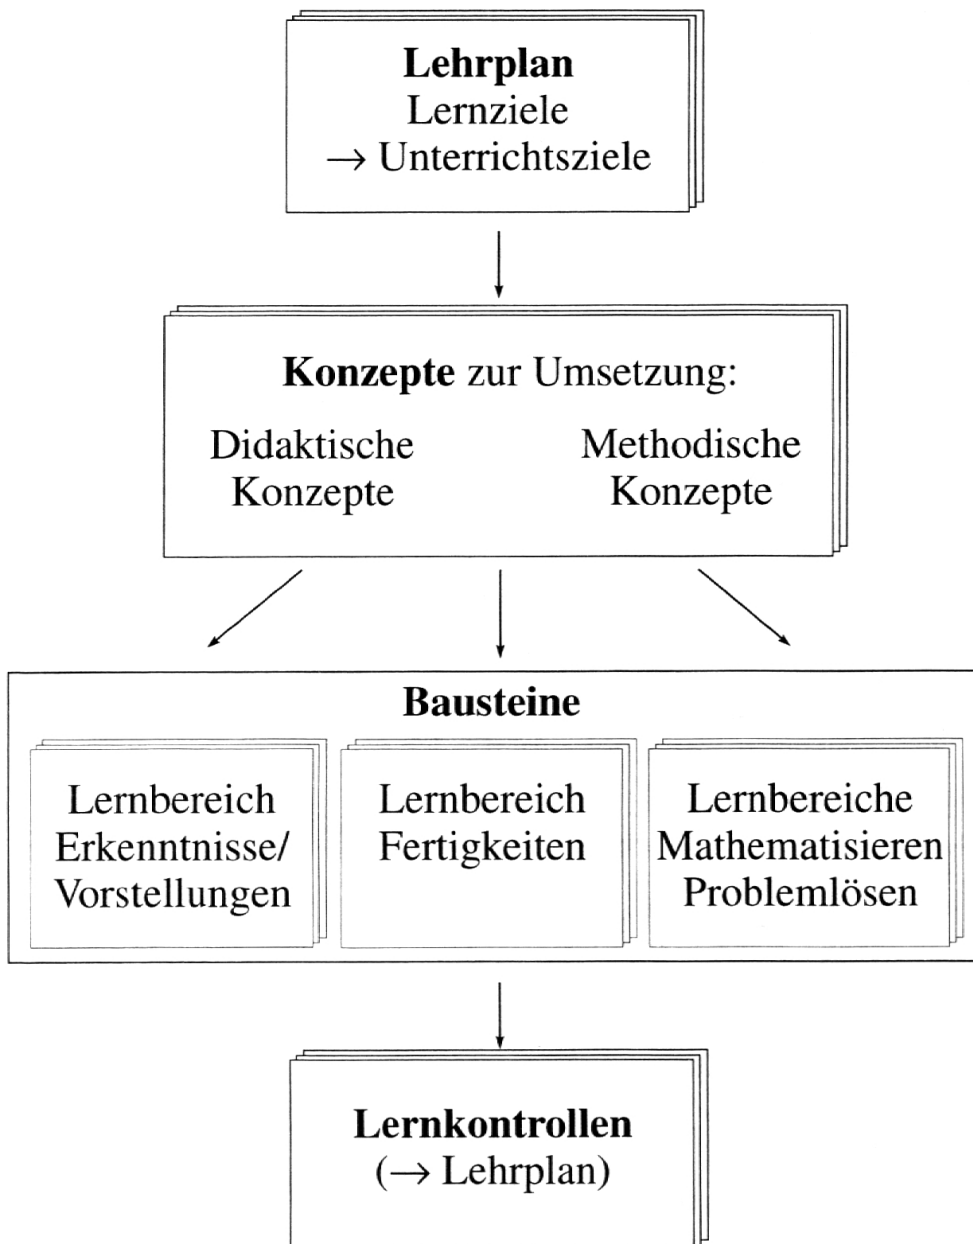 Lehrplan
Lernziele
→ Unterrichtsziele
Konzepte zur Umsetzung:
Didaktische
Konzepte
Methodische
Konzepte
Bausteine
Lernbereich
Erkenntnisse/
Vorstellungen
Lernbereich
Fertigkeiten
Lernbereiche
Mathematisieren
Problemlösen
Lernkontrollen
(→ Lehrplan)